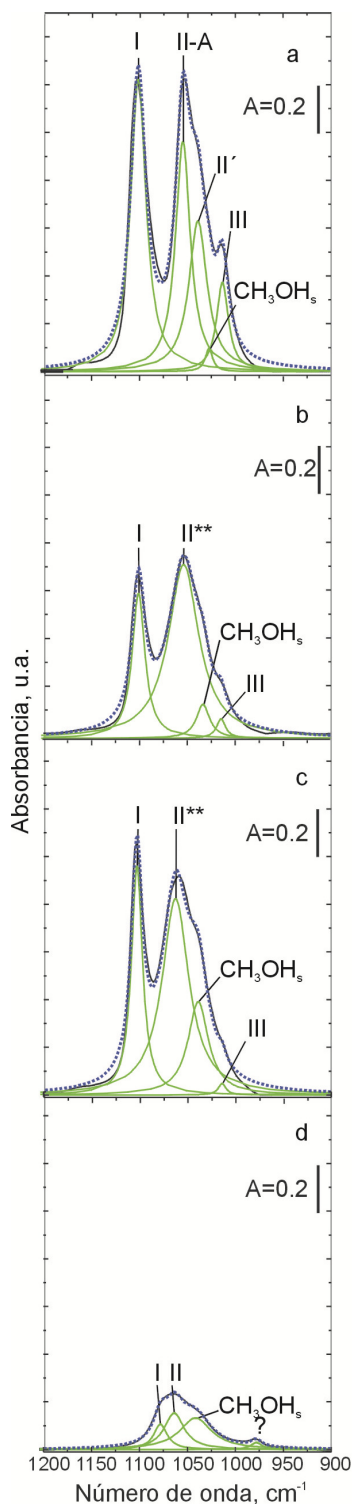 I
II-A
a
A=0.2
II´
III
CH₃OHₛ
b
A=0.2
I
II**
CH₃OHₛ
III
c
A=0.2
I
II**
CH₃OHₛ
III
d
A=0.2
I
II
CH₃OHₛ
?
Absorbancia, u.a.
1200 1150 1100 1050 1000 950 900
Número de onda, cm⁻¹